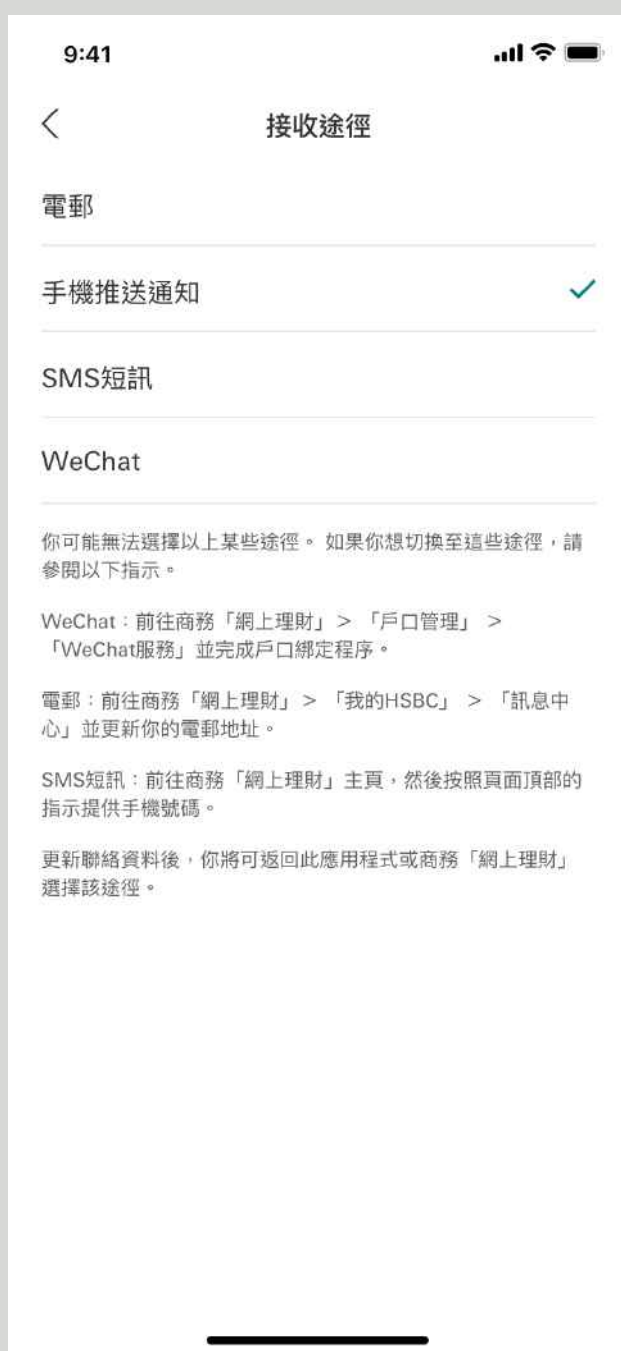 9:41
接收途徑
電郵
手機推送通知
SMS短訊
WeChat
你可能無法選擇以上某些途徑。 如果你想切換至這些途徑，請
參閱以下指示。
WeChat：前往商務「網上理財」 > 「戶口管理」 >
「WeChat服務」並完成戶口綁定程序。
電郵：前往商務「網上理財」 > 「我的HSBC」 > 「訊息中
心」並更新你的電郵地址。
SMS短訊：前往商務「網上理財」主頁，然後按照頁面頂部的
指示提供手機號碼。
更新聯絡資料後，你將可返回此應用程式或商務「網上理財」
選擇該途徑。